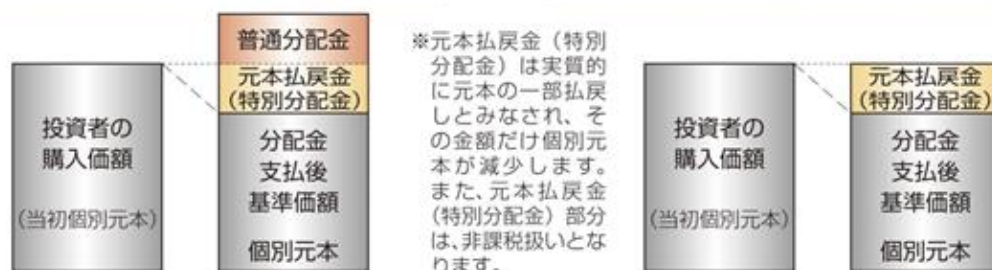 投資者の
購入価額
(当初個別元本)
普通分配金
元本払戻金
(特別分配金)
分配金
支払後
基準価額
個別元本
※元本払戻金(特別
分配金)は実質的
に元本の一部払戻
しとみなされ、そ
の金額だけ個別元
本が減少します。
また、元本払戻金
(特別分配金)部分
は、非課税扱いとな
ります。
投資者の
購入価額
(当初個別元本)
元本払戻金
(特別分配金)
分配金
支払後
基準価額
個別元本